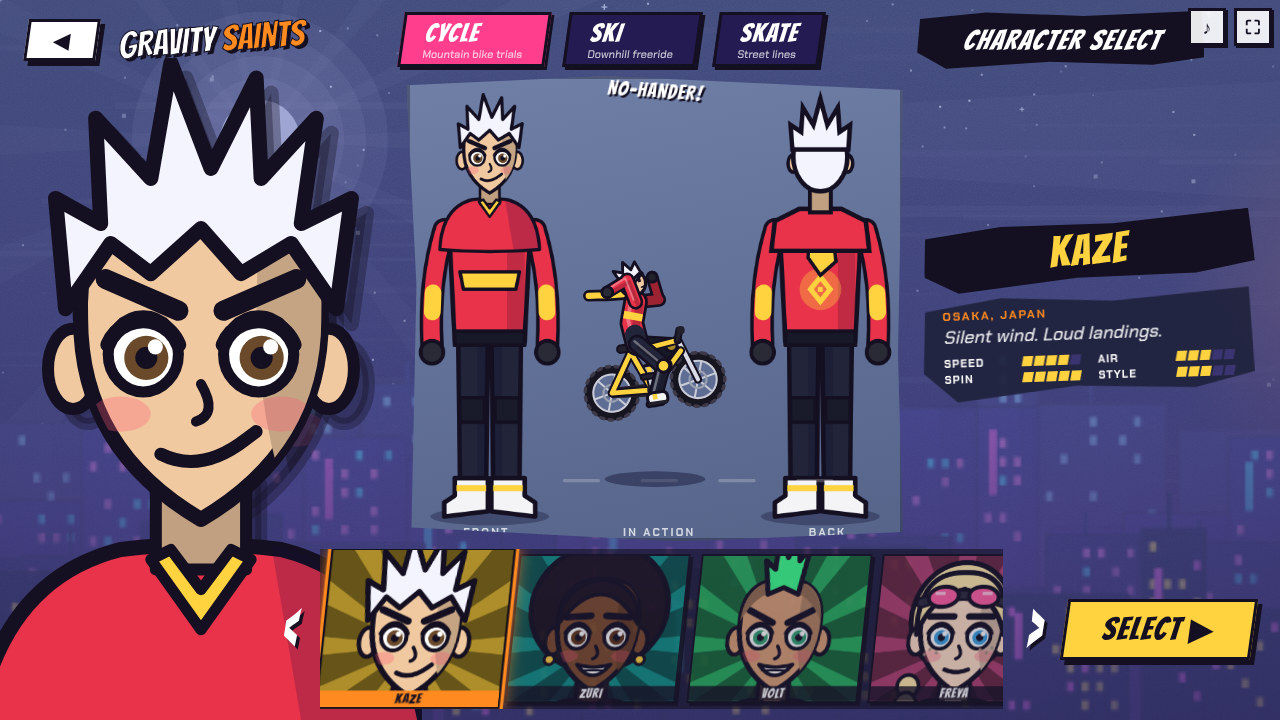 GRAVITY SAINTS
CYCLE
Mountain bike trials
SKI
Downhill freeride
SKATE
Street lines
CHARACTER SELECT
NO-HANDER!
FRONT
IN ACTION
BACK
KAZE
OSAKA, JAPAN
Silent wind. Loud landings.
SPEED
AIR
SPIN
STYLE
KAZE
ZURI
VOLT
FREYA
SELECT